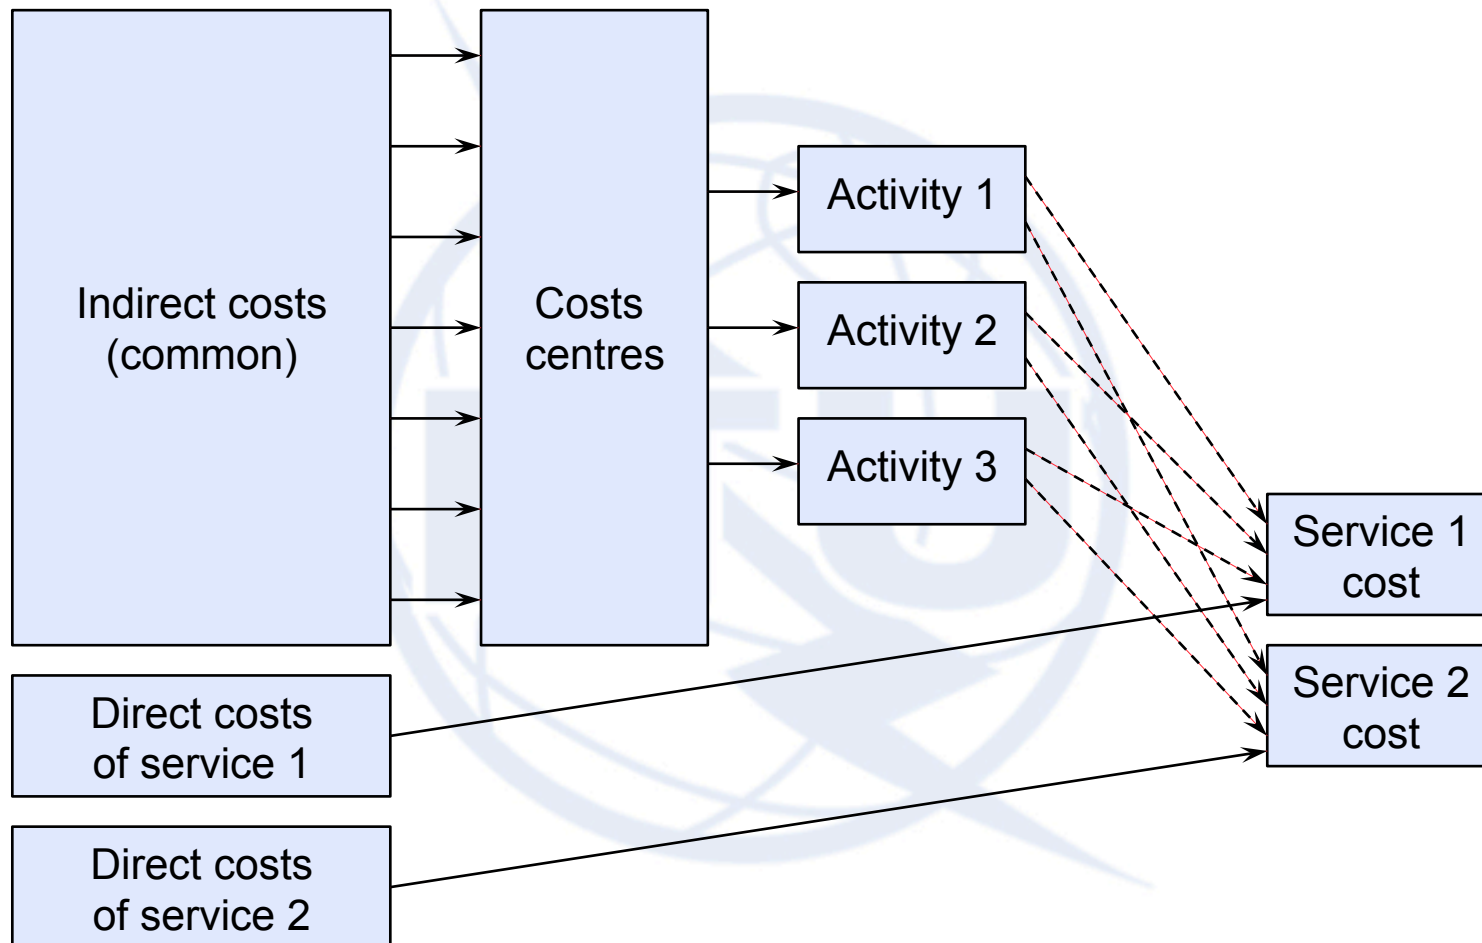 Indirect costs
(common)
Costs
centres
Activity 1
Activity 2
Activity 3
Service 1
cost
Service 2
cost
Direct costs
of service 1
Direct costs
of service 2
ITU